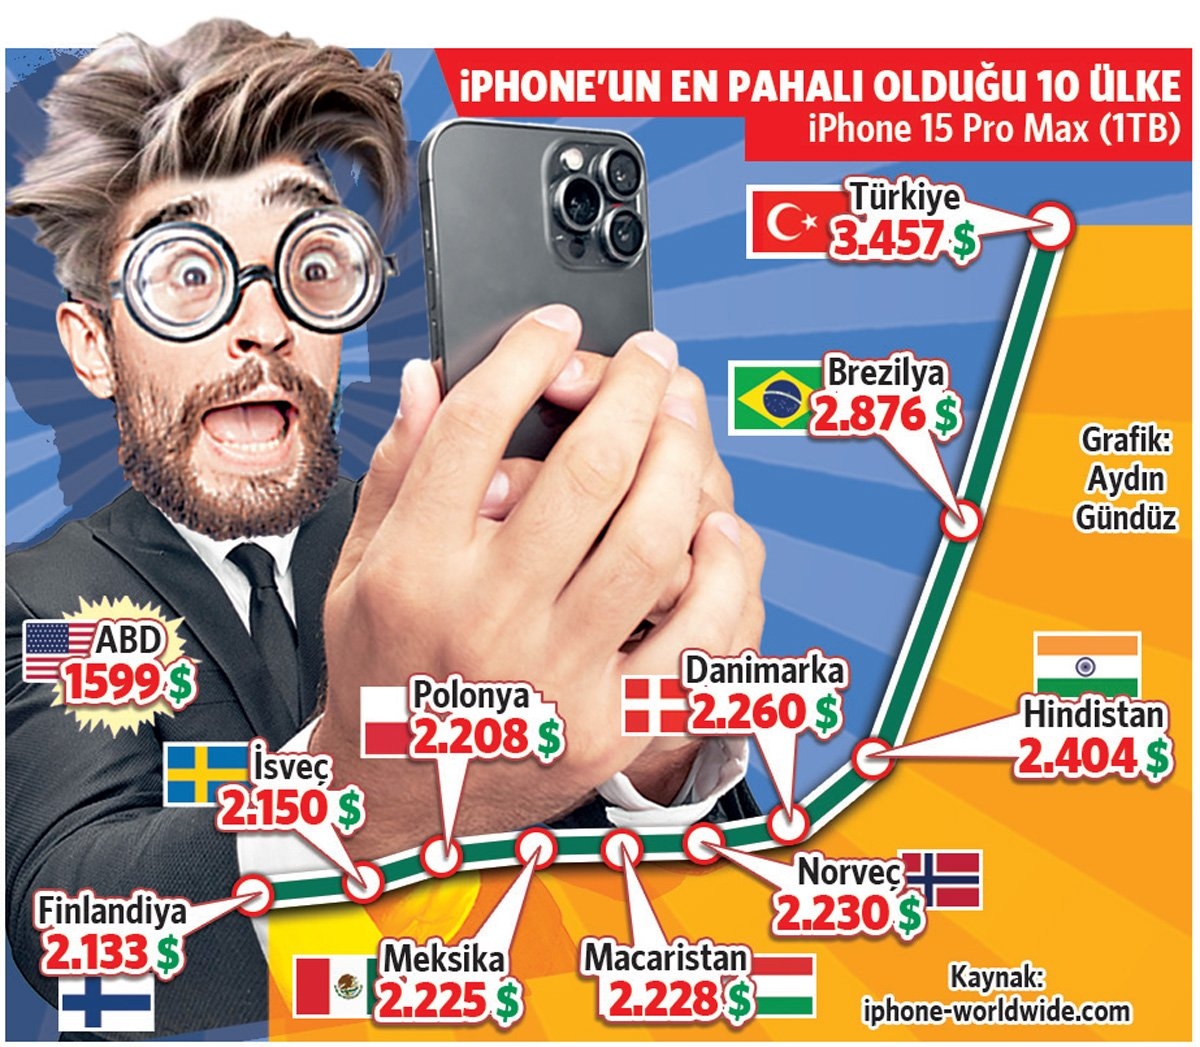 iPHONE'UN EN PAHALI OLDUĞU 10 ÜLKE
iPhone 15 Pro Max (1TB)
Türkiye
3.457 $
Brezilya
2.876 $
Grafik:
Aydın
Gündüz
ABD
1599 $
Hindistan
2.404 $
Danimarka
2.260 $
Polonya
2.208 $
İsveç
2.150 $
Norveç
2.230 $
Finlandiya
2.133 $
Meksika
2.225 $
Macaristan
2.228 $
Kaynak:
iphone-worldwide.com